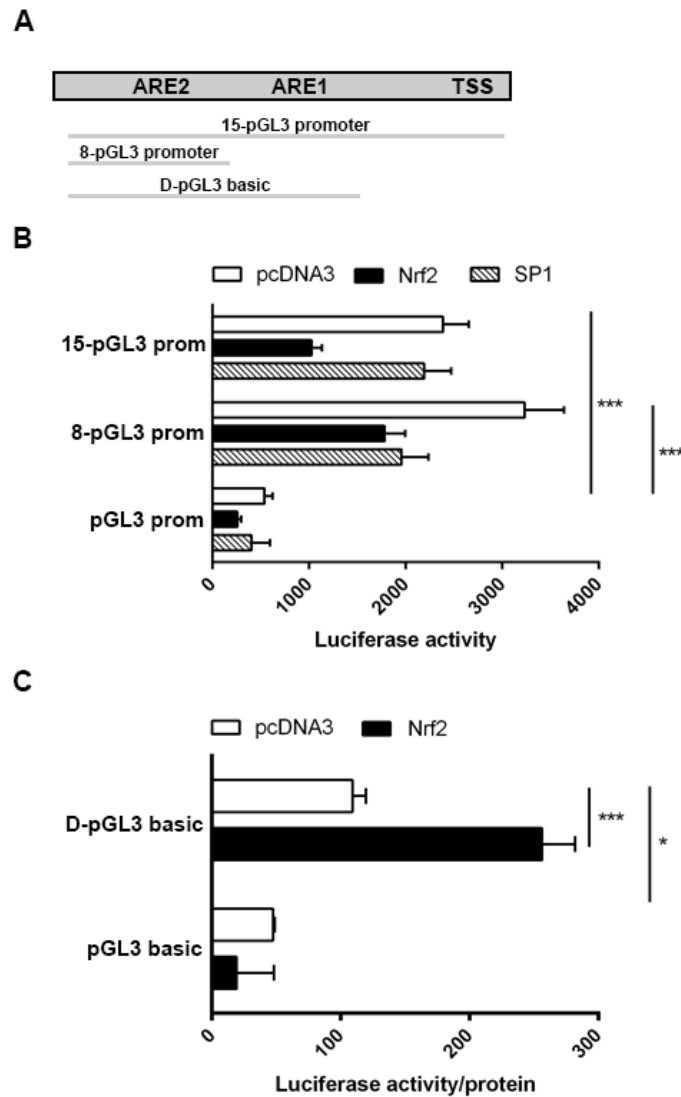 A
ARE2 ARE1 TSS
15-pGL3 promoter
8-pGL3 promoter
D-pGL3 basic
B
pcDNA3 Nrf2 SP1
15-pGL3 prom
***
8-pGL3 prom
***
pGL3 prom
0 1000 2000 3000 4000
Luciferase activity
C
pcDNA3 Nrf2
D-pGL3 basic
***
*
pGL3 basic
0 100 200 300
Luciferase activity/protein